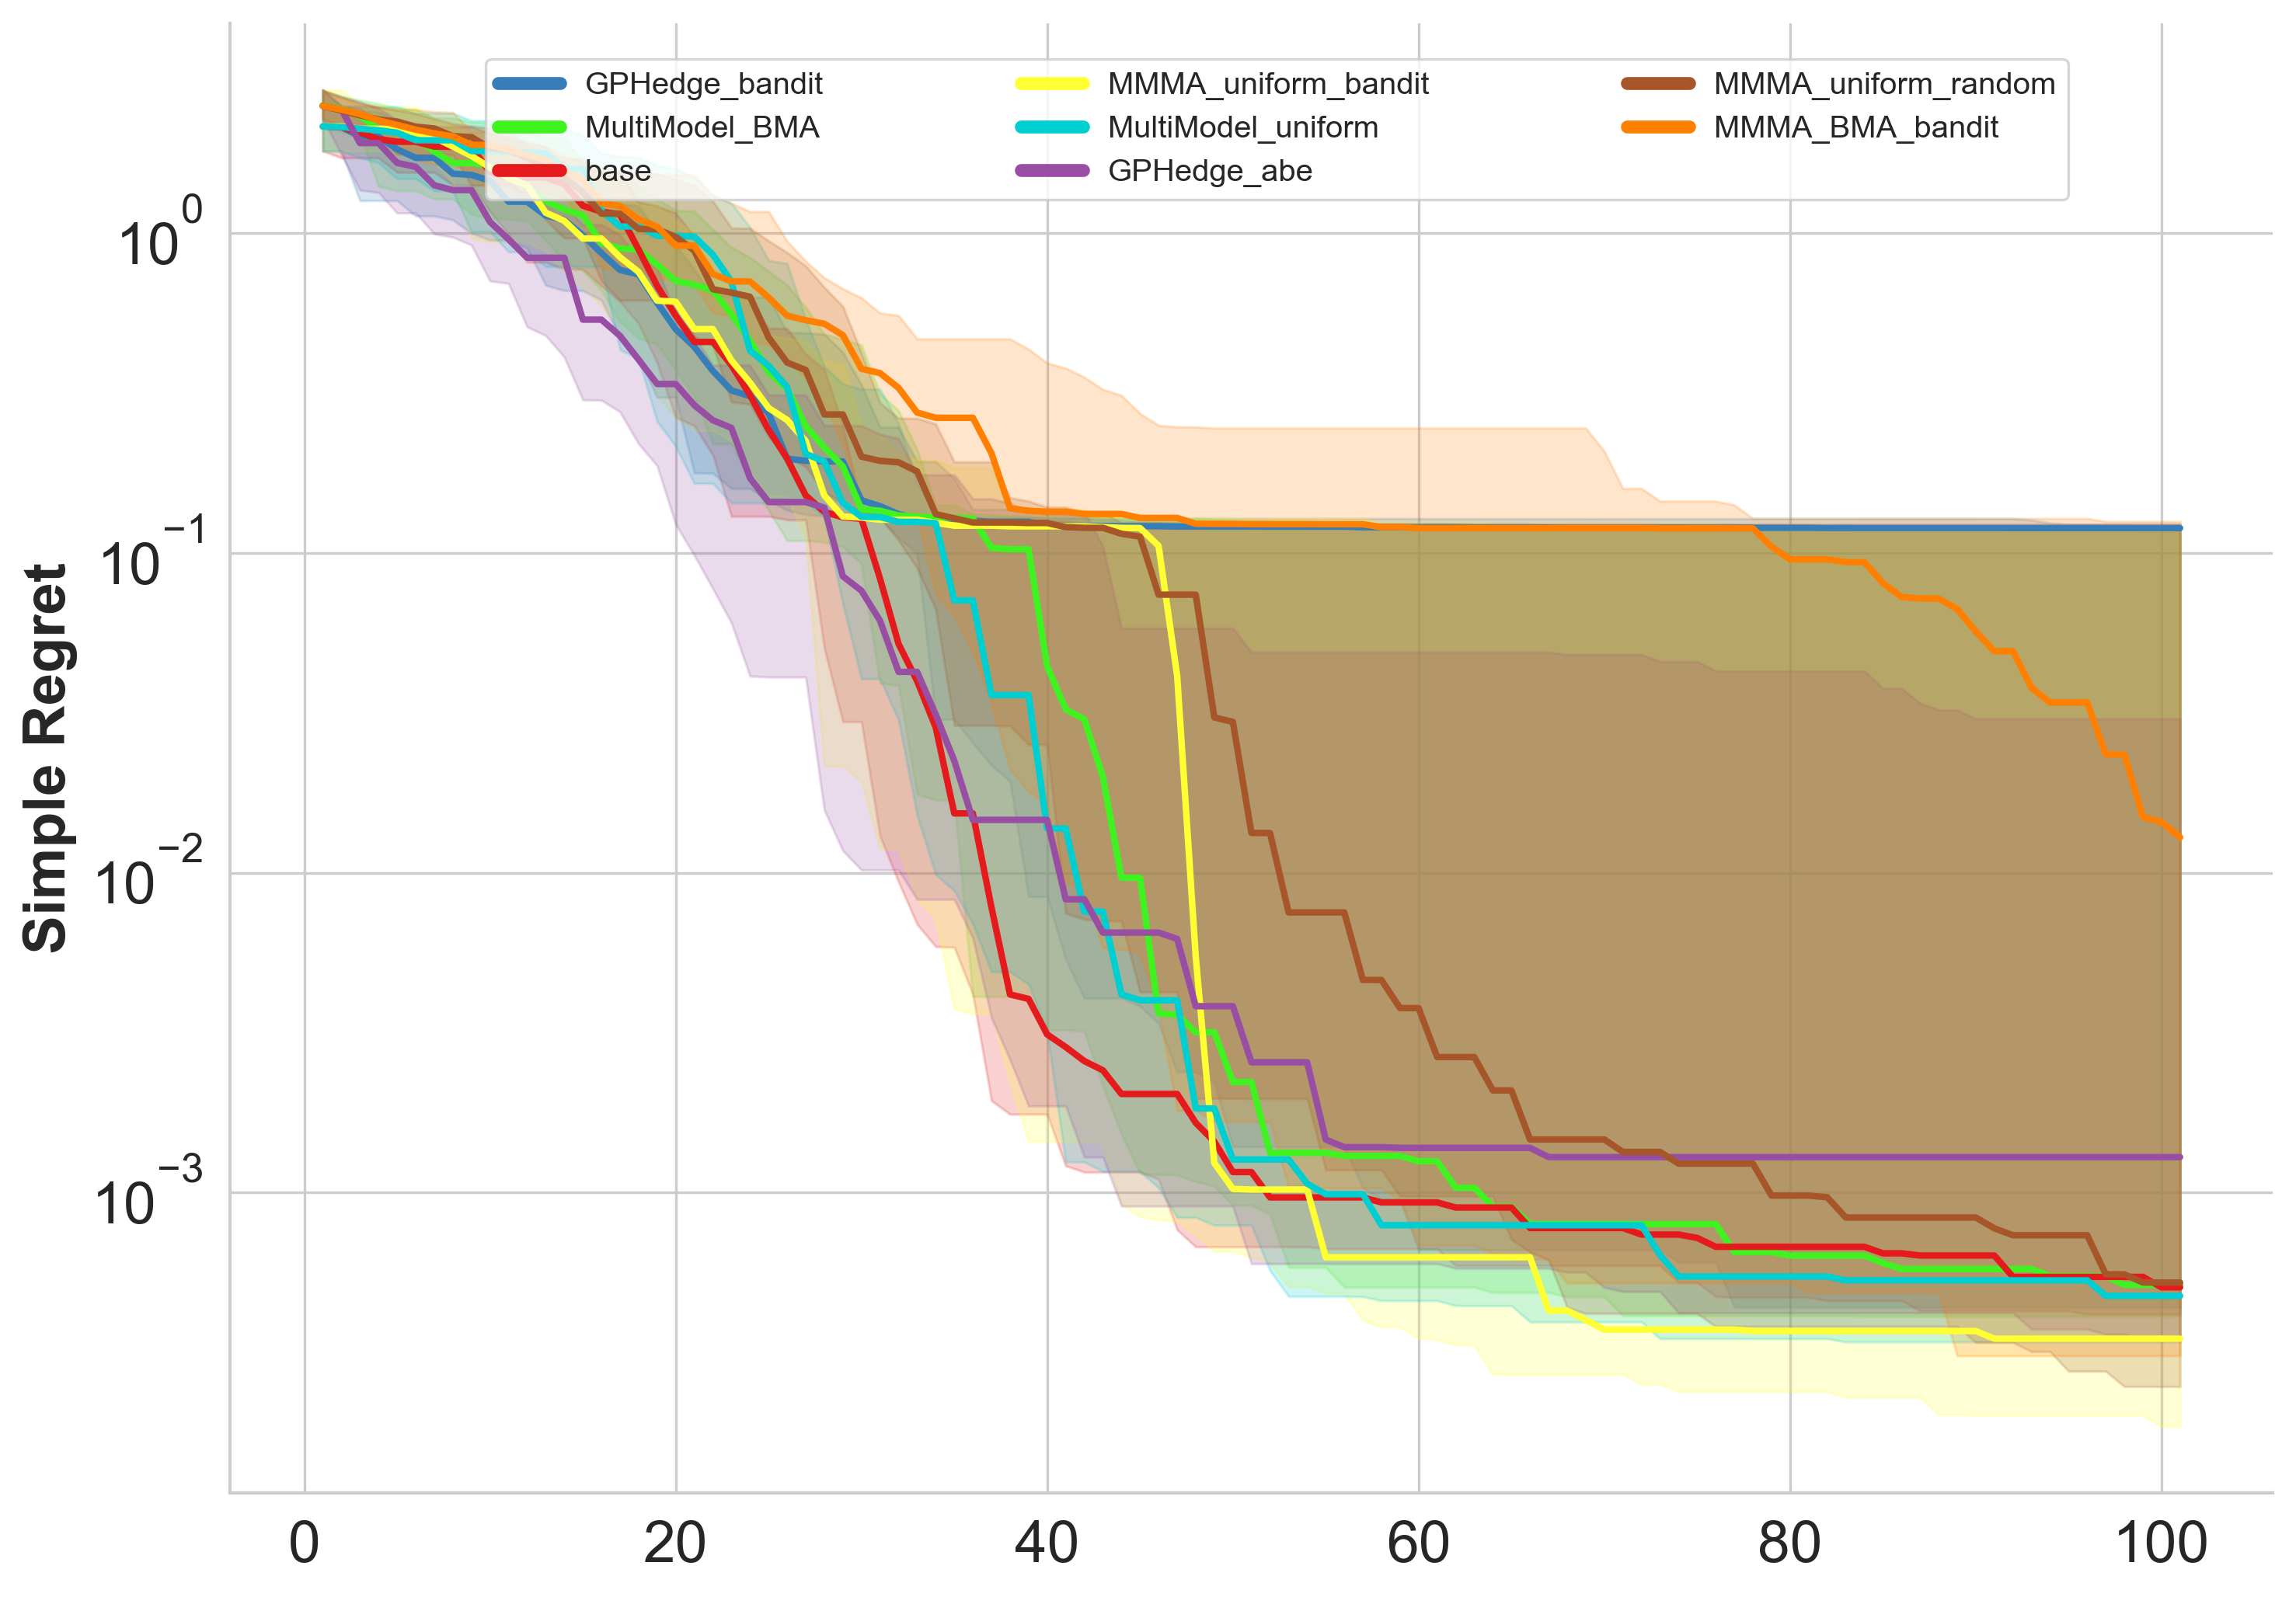 GPHedge_bandit
MultiModel_BMA
base
MMMA_uniform_bandit
MultiModel_uniform
GPHedge_abe
MMMA_uniform_random
MMMA_BMA_bandit
10^0
10^−1
10^−2
10^−3
Simple Regret
0 20 40 60 80 100